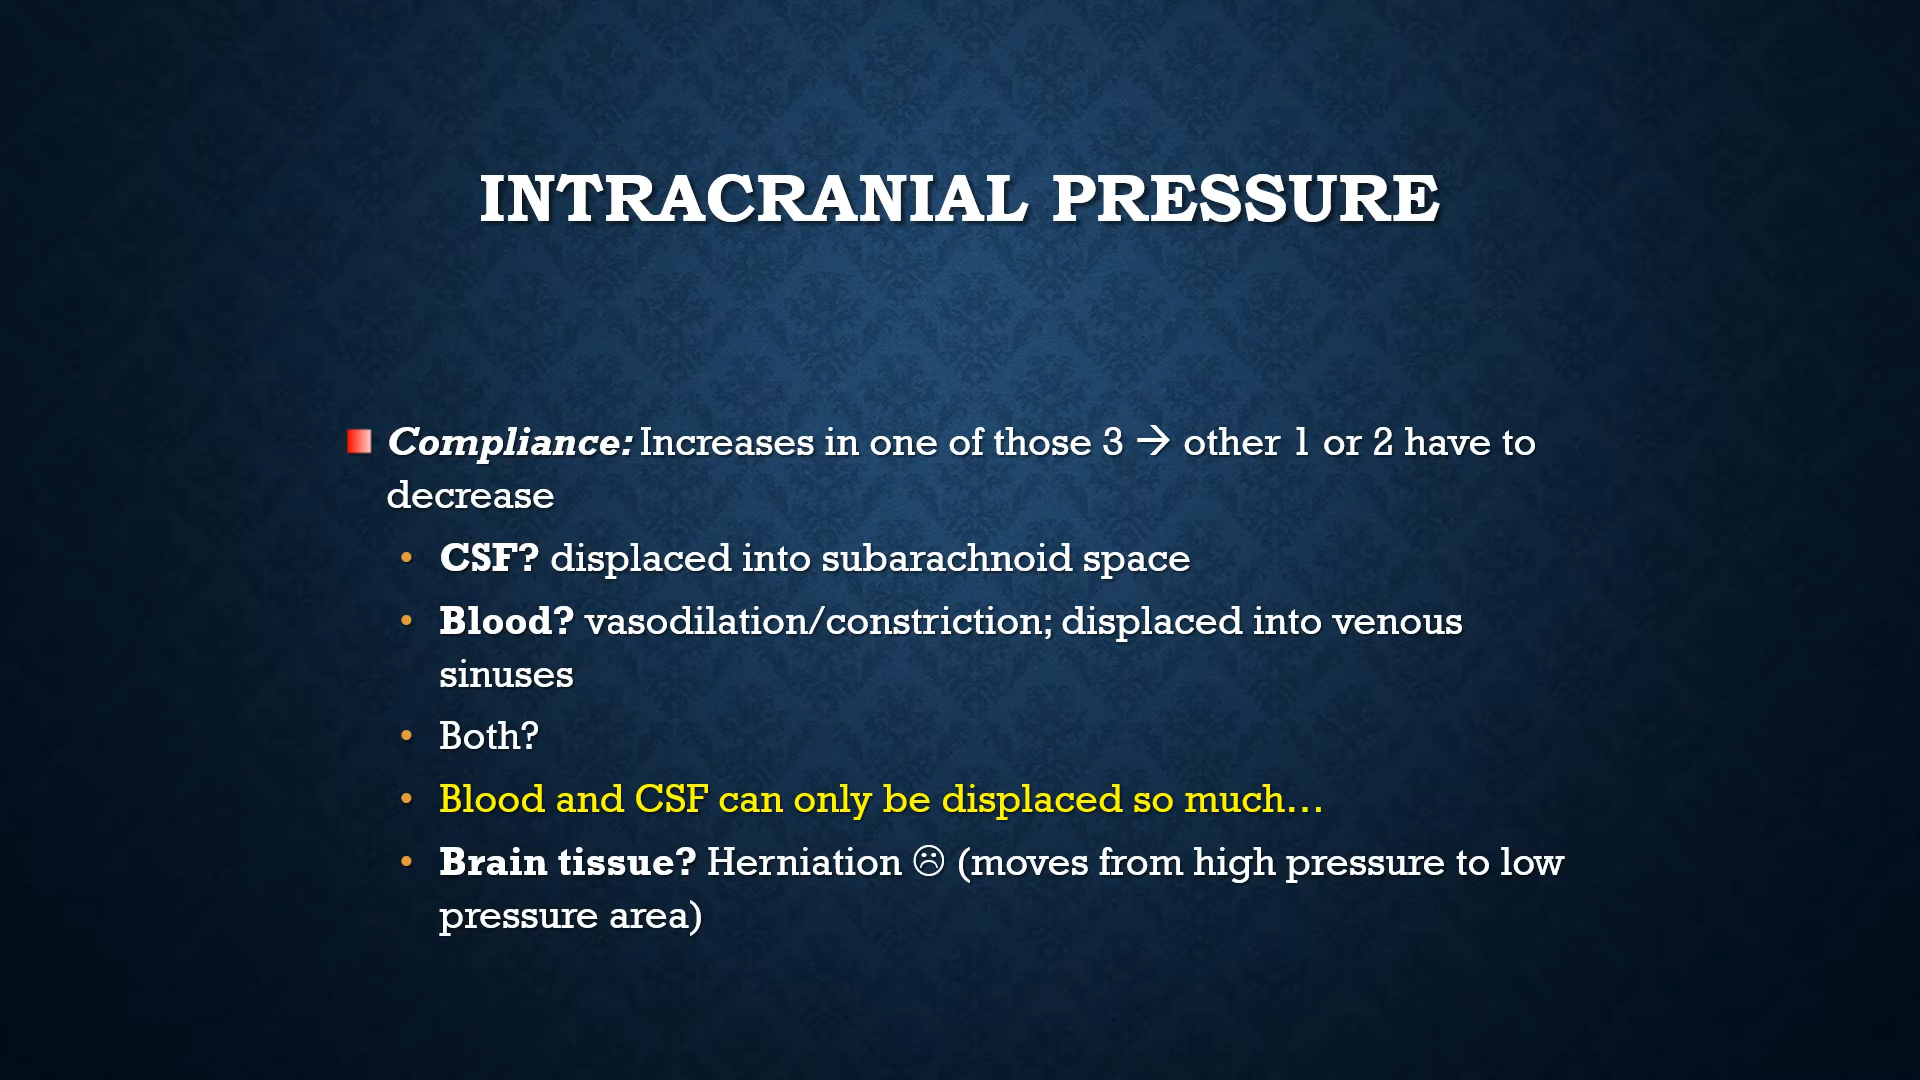 INTRACRANIAL PRESSURE
Compliance: Increases in one of those 3 → other 1 or 2 have to
decrease
• CSF? displaced into subarachnoid space
• Blood? vasodilation/constriction; displaced into venous
sinuses
• Both?
• Blood and CSF can only be displaced so much…
• Brain tissue? Herniation ☹ (moves from high pressure to low
pressure area)